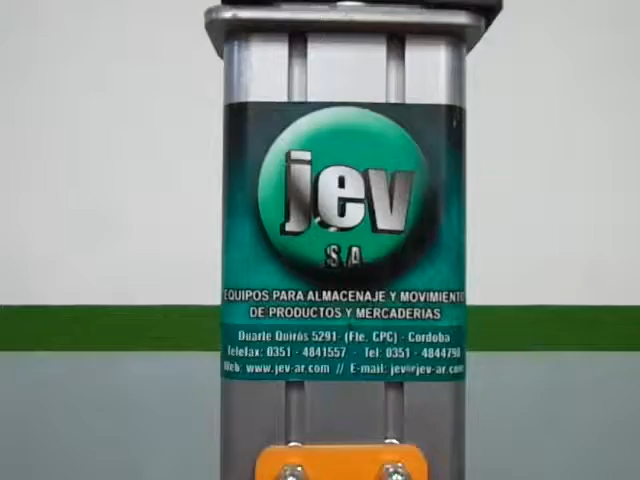 jev
S.A
EQUIPOS PARA ALMACENAJE Y MOVIMIENTO
DE PRODUCTOS Y MERCADERIAS
Duarte Quirós 5291- (Fte. CPC) - Cordoba
Telefax: 0351 - 4841557 - Tel: 0351 - 4844790
Web: www.jev-ar.com // E-mail: jev@jev-ar.com